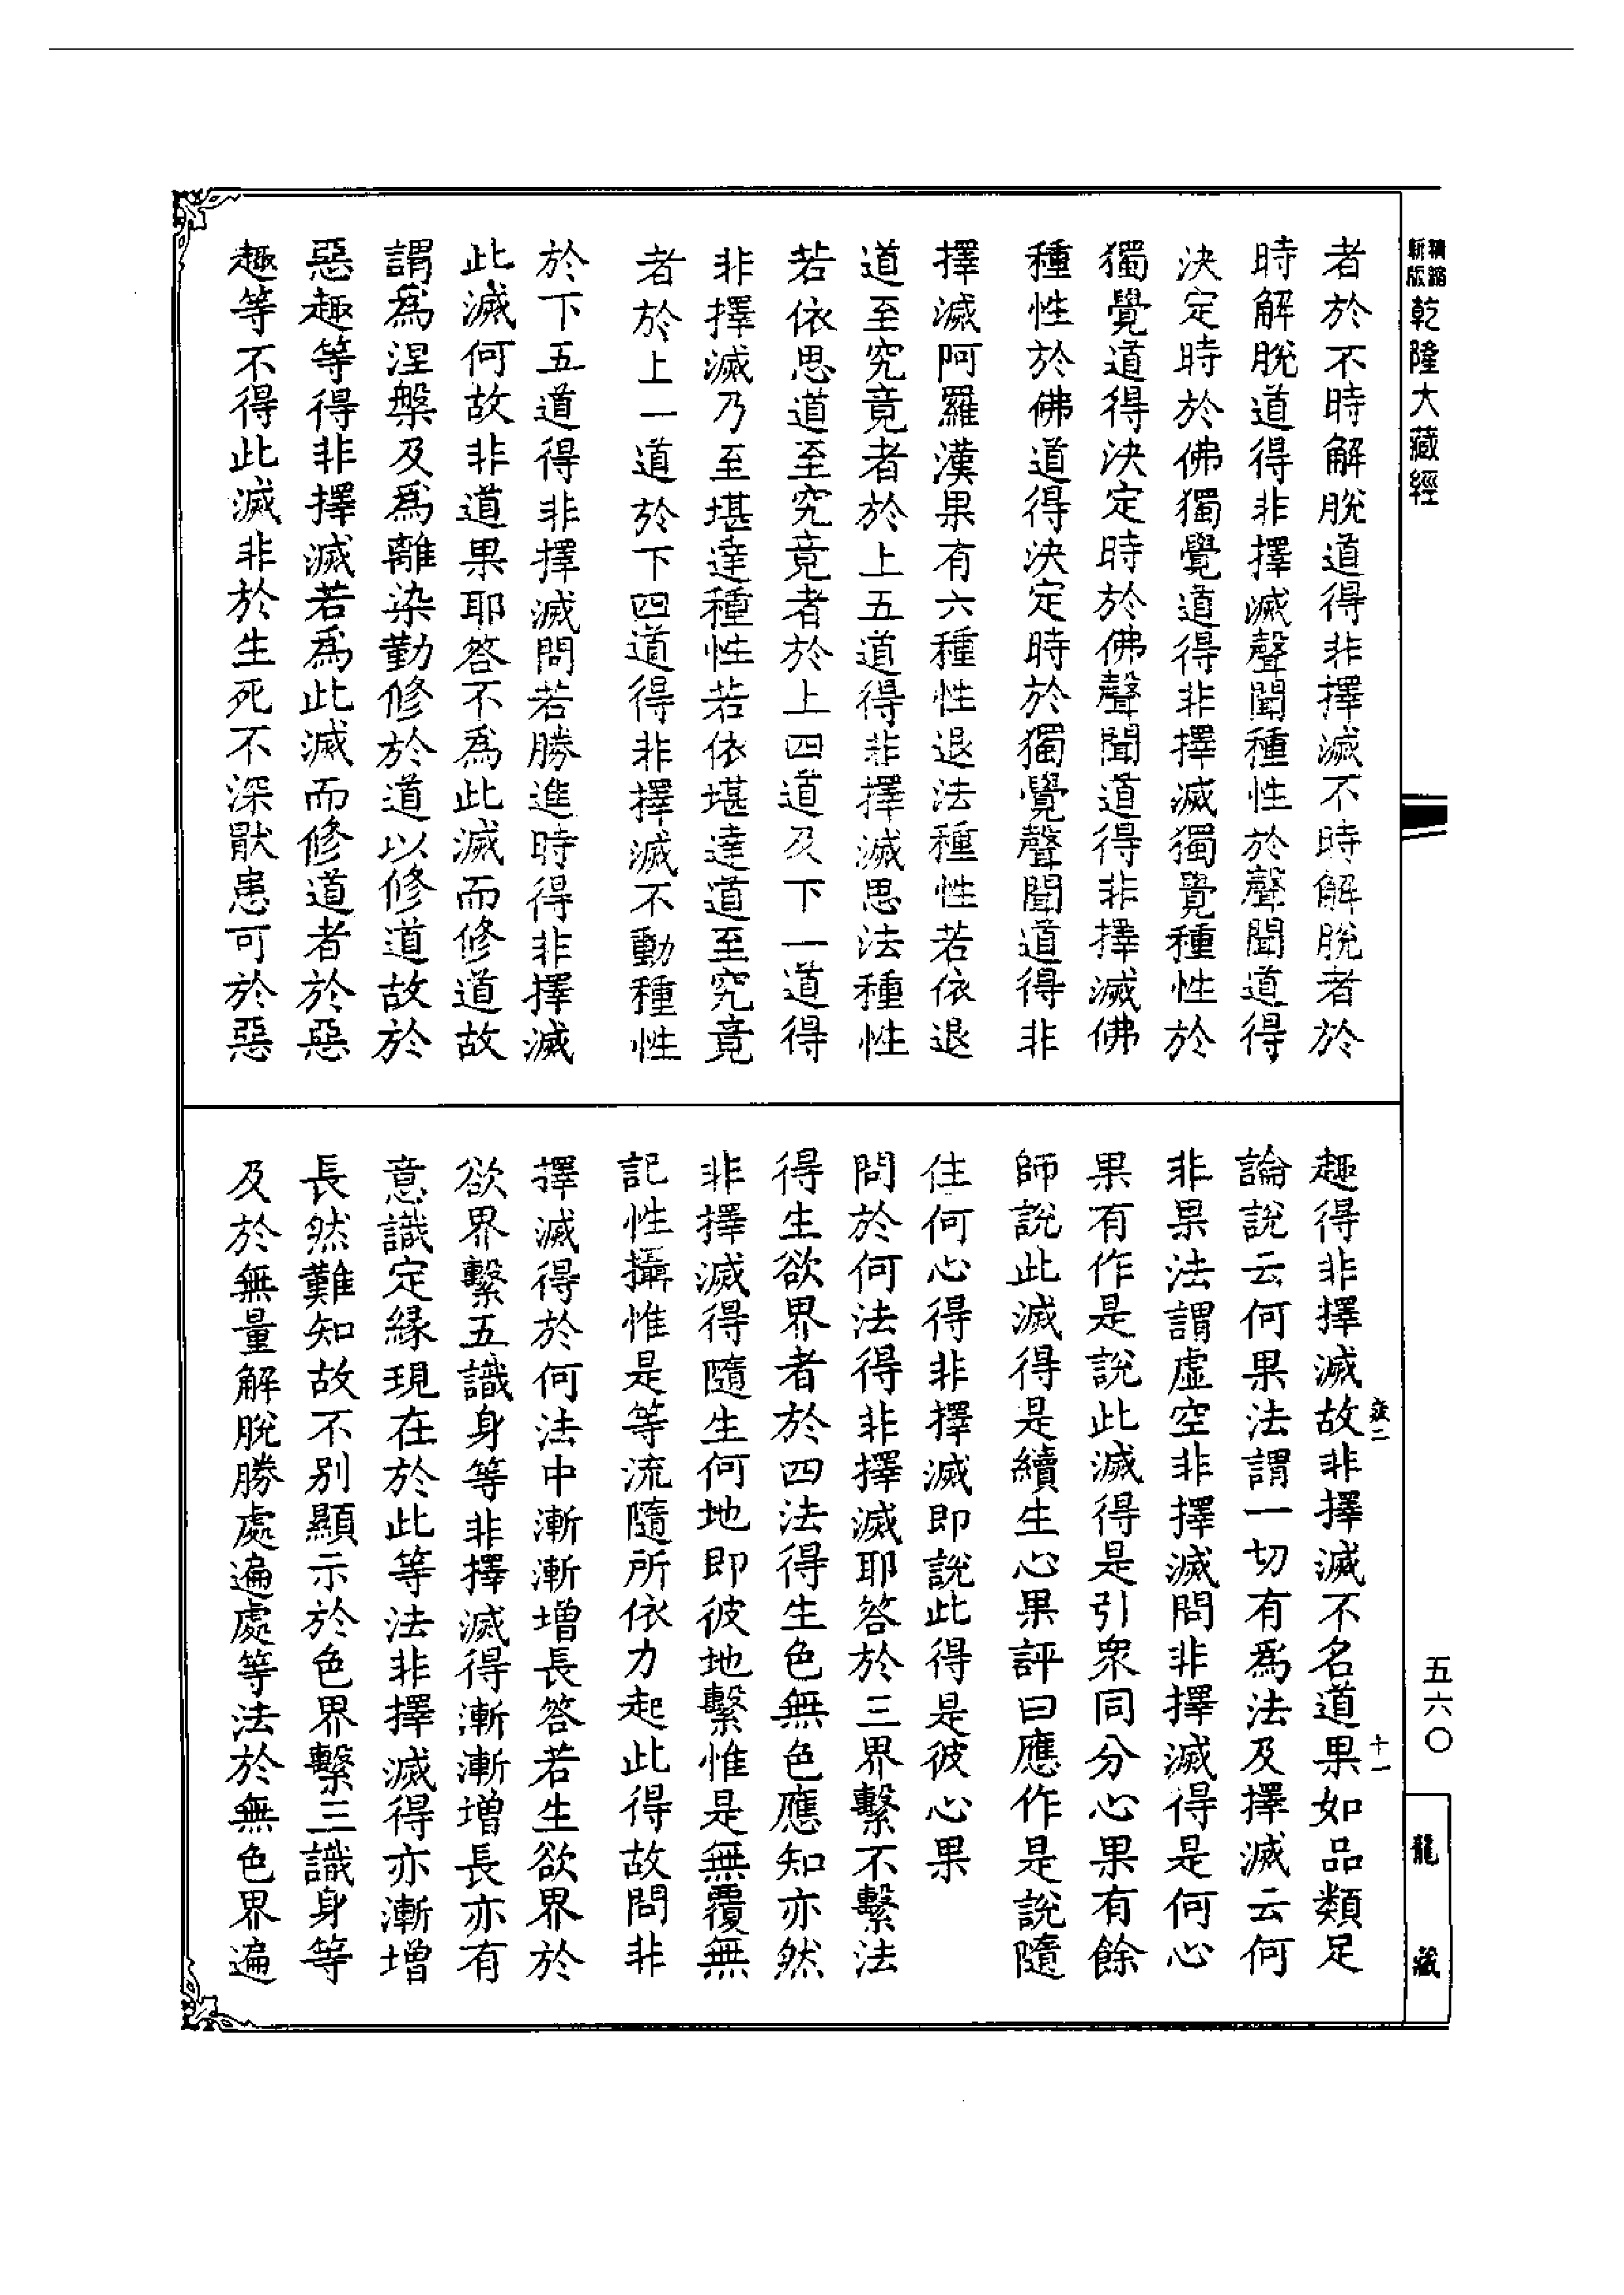 精縮新版乾隆大藏經
者於不時解脫道得非擇滅不時解脫者於
時解脫道得非擇滅聲聞種性於聲聞道得
決定時於佛獨覺道得非擇滅獨覺種性於
獨覺道得決定時於佛聲聞道得非擇滅佛
種性於佛道得決定時於獨覺聲聞道得非
擇滅阿羅漢果有六種性退法種性若依退
道至究竟者於上五道得非擇滅思法種性
若依思道至究竟者於上四道及下一道得
非擇滅乃至堪達種性若依堪達道至究竟
者於上一道於下四道得非擇滅不動種性
於下五道得非擇滅問若勝進時得非擇滅
此滅何故非道果耶答不為此滅而修道故
謂為涅槃及為離染勤修於道以修道故於
惡趣等得非擇滅若為此滅而修道者於惡
趣等不得此滅非於生死不深厭患可於惡
趣得非擇滅故非擇滅不名道果如品類足
論說云何果法謂一切有為法及擇滅云何
非果法謂虛空非擇滅問非擇滅得是何心
果有作是說此滅得是引眾同分心果有餘
師說此滅得是續生心果評曰應作是說隨
住何心得非擇滅即說此得是彼心果
問於何法得非擇滅耶答於三界繫不繫法
得生欲界者於四法得生色無色應知亦然
非擇滅得隨生何地即彼地繫惟是無覆無
記性攝惟是等流隨所依力起此得故問非
擇滅得於何法中漸漸增長答若生欲界於
欲界繫五識身等非擇滅得漸漸增長亦有
意識定緣現在於此等法非擇滅得亦漸增
長然難知故不別顯示於色界繫三識身等
及於無量解脫勝處遍處等法於無色界遍
十一
五六〇
龍藏